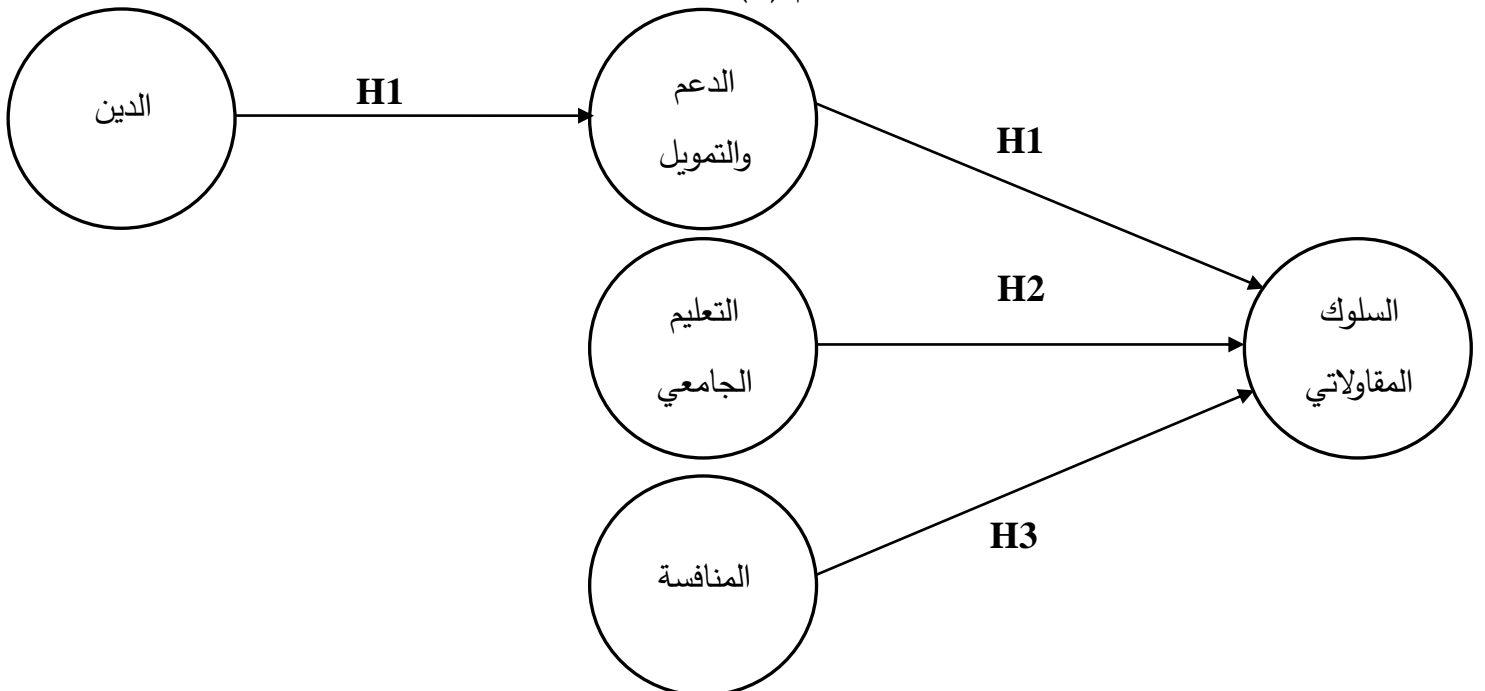 الدين
H1
الدعم
والتمويل
H1
التعليم
الجامعي
H2
السلوك
المقاولاتي
المنافسة
H3